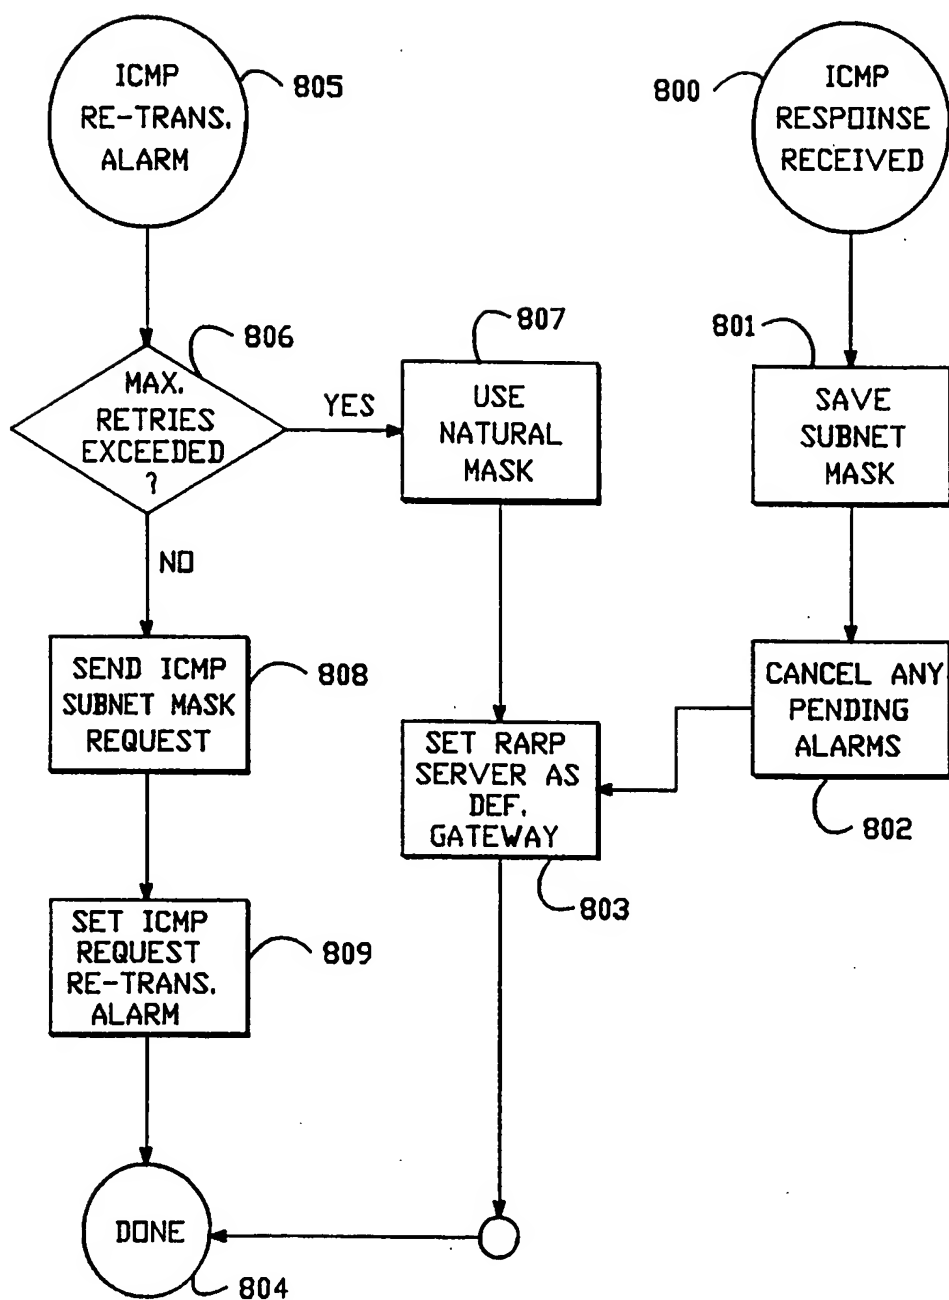 ICMP
RE-TRANS.
ALARM
805
800
ICMP
RESPOINSE
RECEIVED
806
MAX.
RETRIES
EXCEEDED
?
YES
NO
807
USE
NATURAL
MASK
801
SAVE
SUBNET
MASK
SEND ICMP
SUBNET MASK
REQUEST
808
SET RARP
SERVER AS
DEF.
GATEWAY
803
CANCEL ANY
PENDING
ALARMS
802
SET ICMP
REQUEST
RE-TRANS.
ALARM
809
DONE
804